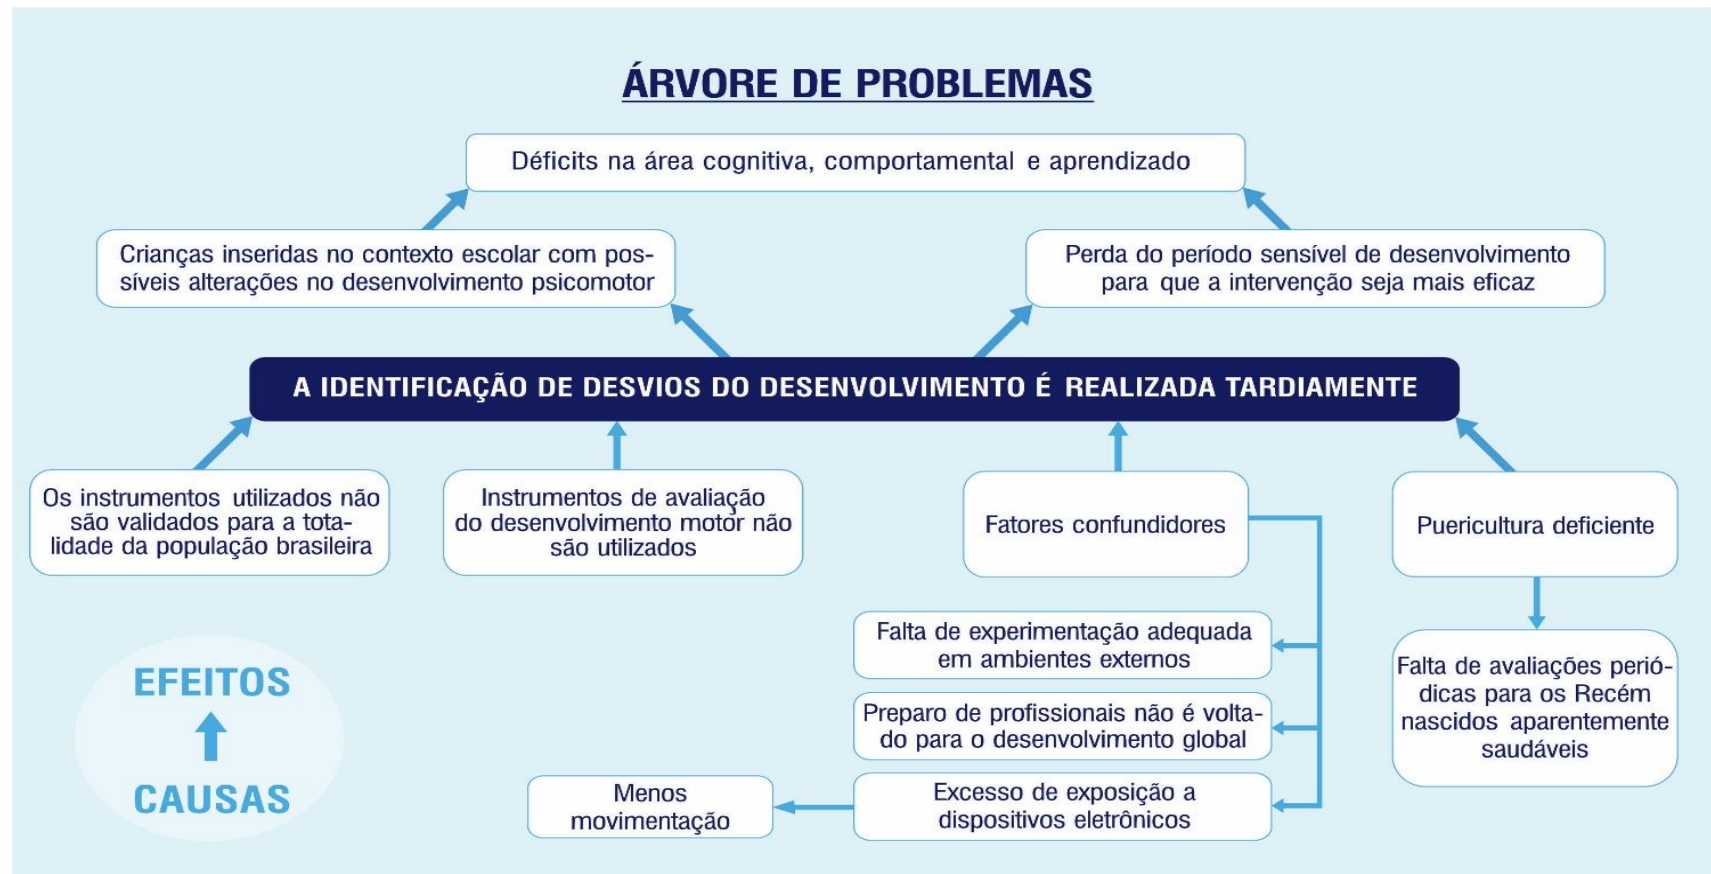 ÁRVORE DE PROBLEMAS
Déficits na área cognitiva, comportamental e aprendizado
Crianças inseridas no contexto escolar com pos-
síveis alterações no desenvolvimento psicomotor
Perda do período sensível de desenvolvimento
para que a intervenção seja mais eficaz
A IDENTIFICAÇÃO DE DESVIOS DO DESENVOLVIMENTO É REALIZADA TARDIAMENTE
Os instrumentos utilizados não
são validados para a tota-
lidade da população brasileira
Instrumentos de avaliação
do desenvolvimento motor não
são utilizados
Fatores confundidores
Puericultura deficiente
Falta de experimentação adequada
em ambientes externos
Preparo de profissionais não é volta-
do para o desenvolvimento global
Excesso de exposição a
dispositivos eletrônicos
Menos
movimentação
Falta de avaliações perió-
dicas para os Recém
nascidos aparentemente
saudáveis
EFEITOS
CAUSAS